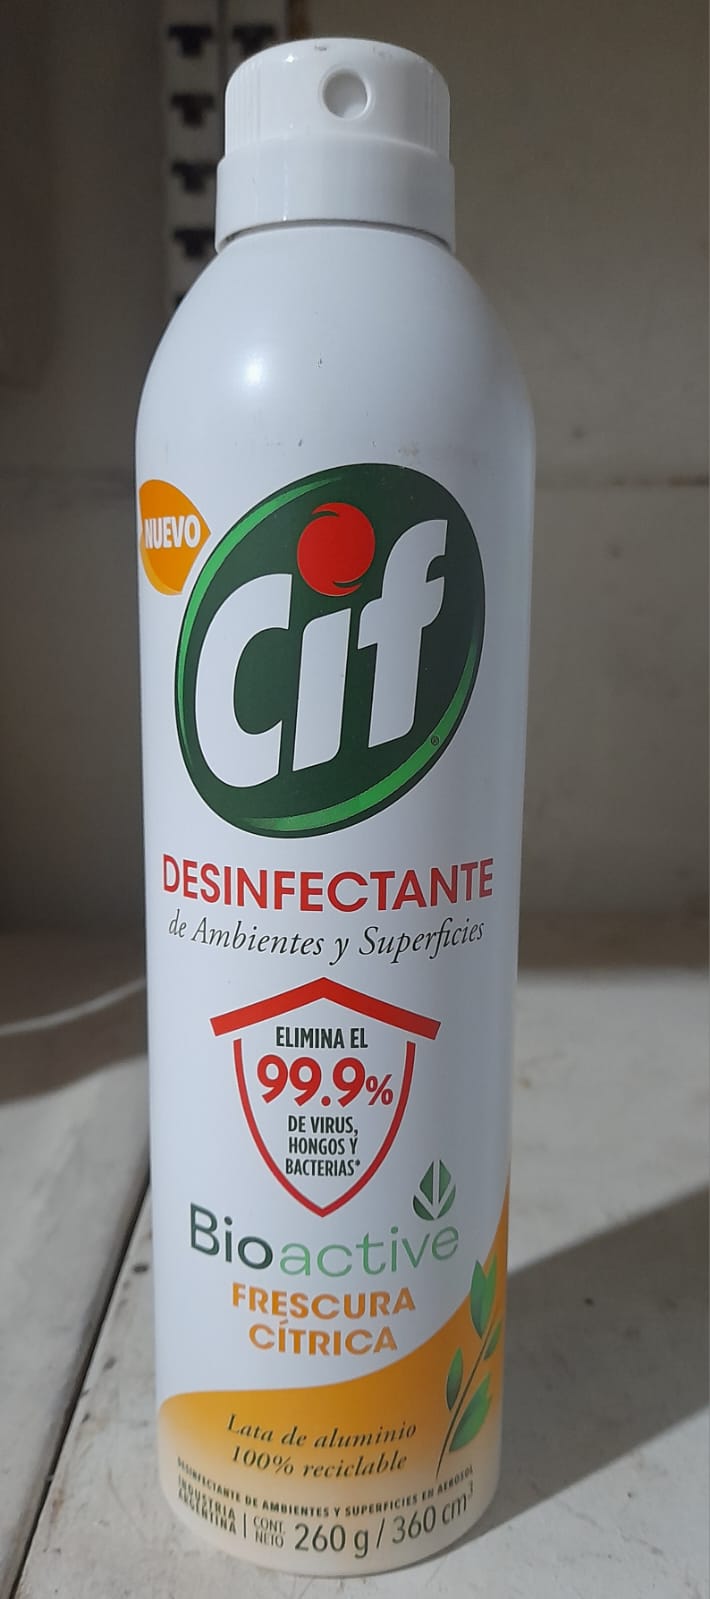 NUEVO
Cif
DESINFECTANTE
de Ambientes y Superficies
ELIMINA EL
99.9%
DE VIRUS,
HONGOS Y
BACTERIAS*
Bioactive
FRESCURA
CÍTRICA
Lata de aluminio
100% reciclable
DESINFECTANTE DE AMBIENTES Y SUPERFICIES EN AEROSOL
INDUSTRIA
ARGENTINA
CONT.
NETO
260 g / 360 cm³